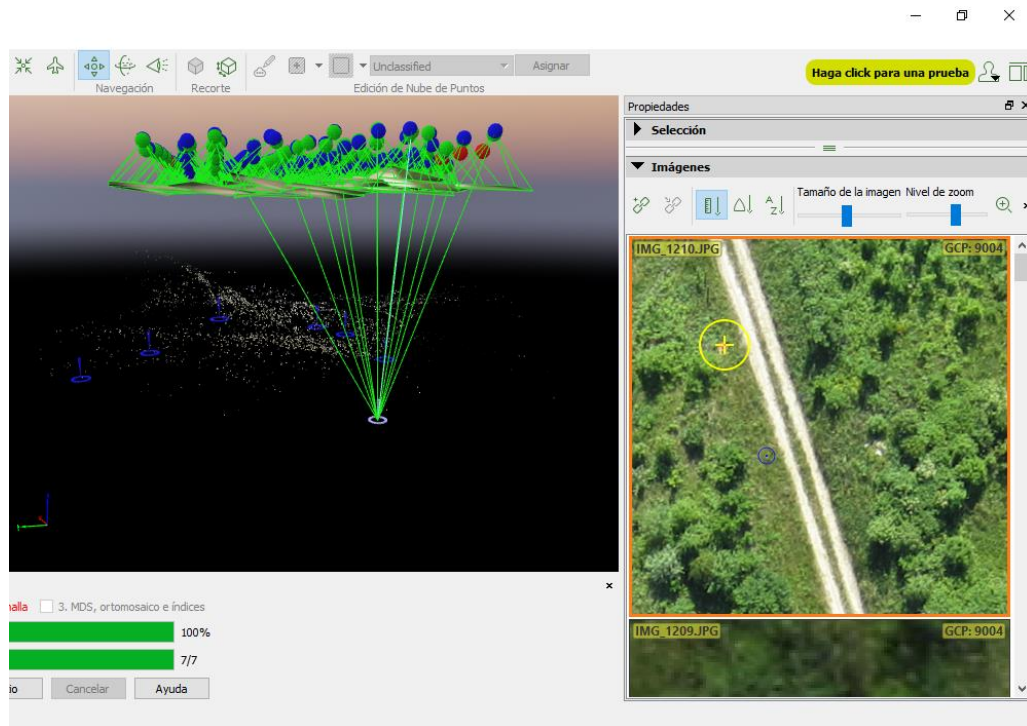 Unclassified
Asignar
Navegación
Recorte
Edición de Nube de Puntos
Haga click para una prueba
Propiedades
Selección
Imágenes
Tamaño de la imagen
Nivel de zoom
A
Z
IMG_1210.JPG
GCP: 9004
IMG_1209.JPG
GCP: 9004
3. MDS, ortomosaico e índices
100%
7/7
Cancelar
Ayuda